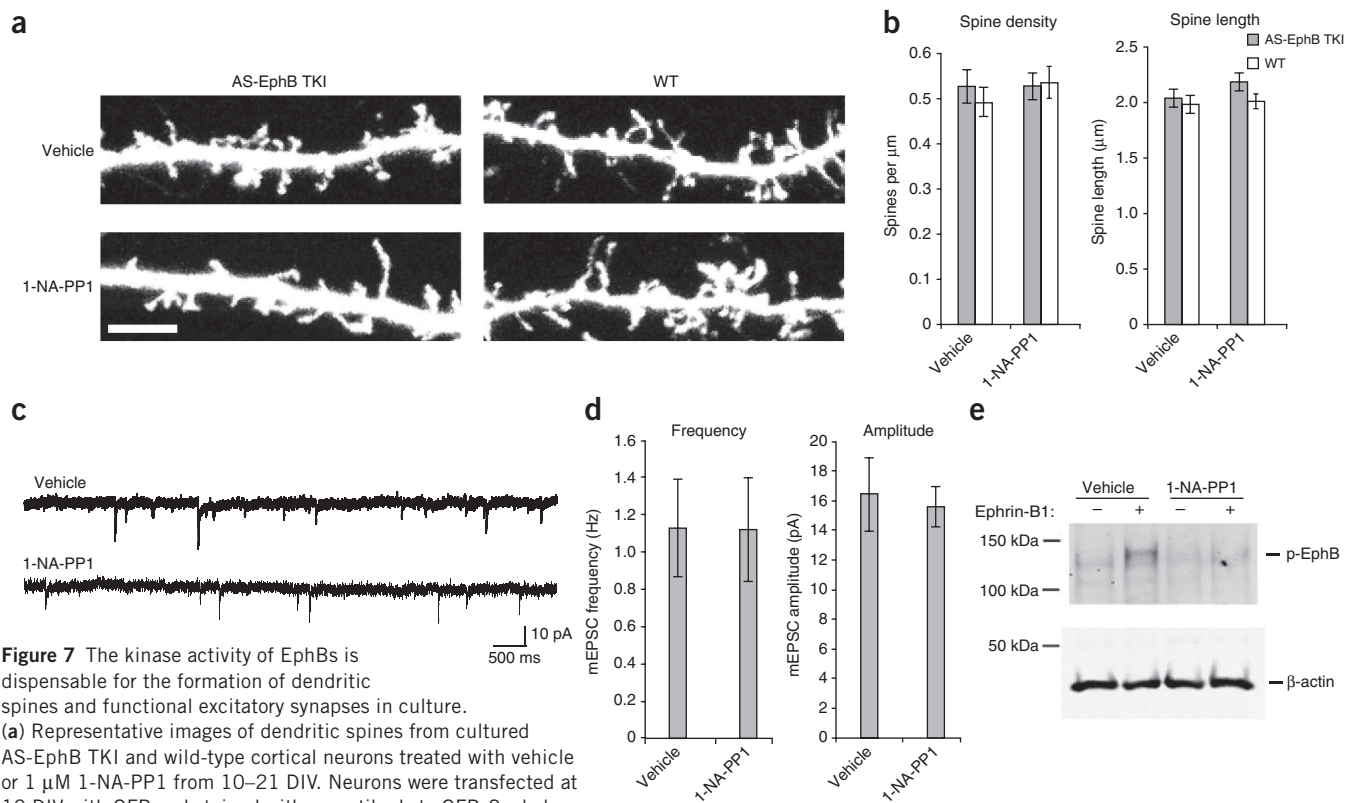 a
AS-EphB TKI
WT
Vehicle
1-NA-PP1
b
Spine density
Spines per μm
0.6
0.5
0.4
0.3
0.2
0.1
0
Vehicle
1-NA-PP1
Spine length
AS-EphB TKI
WT
Spine length (μm)
2.5
2.0
1.5
1.0
0.5
0
Vehicle
1-NA-PP1
c
Vehicle
1-NA-PP1
10 pA
500 ms
d
Frequency
mEPSC frequency (Hz)
1.6
1.4
1.2
1.0
0.8
0.6
0.4
0.2
0
Vehicle
1-NA-PP1
Amplitude
mEPSC amplitude (pA)
20
18
16
14
12
10
8
6
4
2
0
Vehicle
1-NA-PP1
e
Vehicle 1-NA-PP1
Ephrin-B1: – + – +
150 kDa
p-EphB
100 kDa
50 kDa
β-actin
Figure 7 The kinase activity of EphBs is
dispensable for the formation of dendritic
spines and functional excitatory synapses in culture.
(a) Representative images of dendritic spines from cultured
AS-EphB TKI and wild-type cortical neurons treated with vehicle
or 1 μM 1-NA-PP1 from 10–21 DIV. Neurons were transfected at